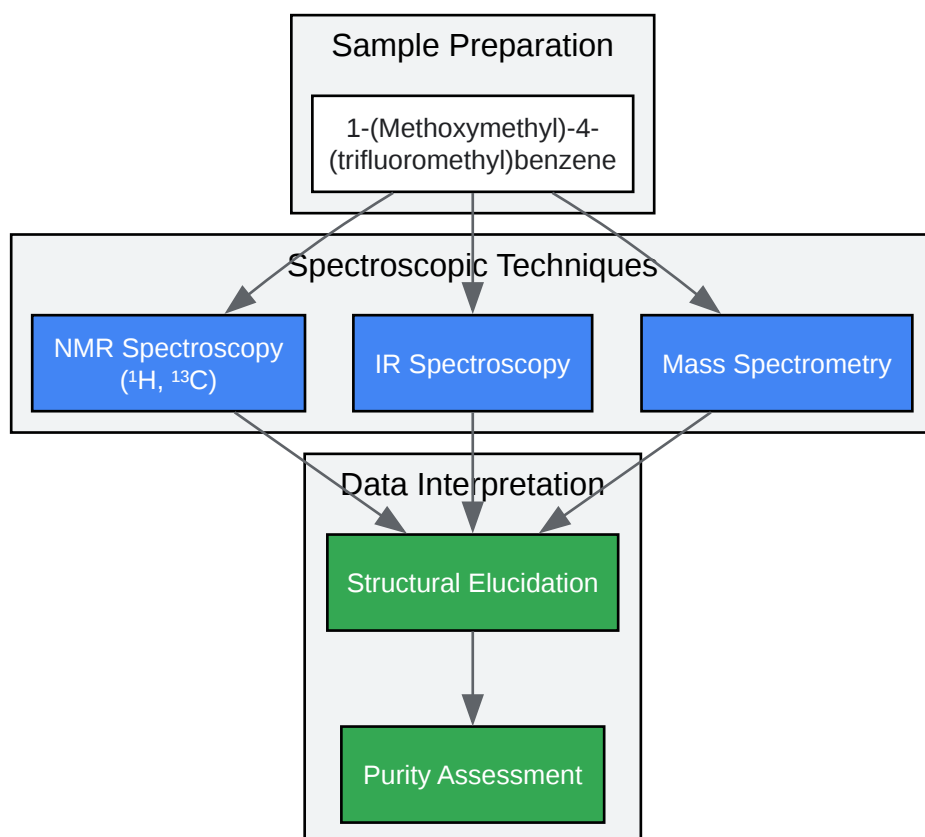 Sample Preparation
1-(Methoxymethyl)-4-
(trifluoromethyl)benzene
Spectroscopic Techniques
NMR Spectroscopy
(¹H, ¹³C)
IR Spectroscopy
Mass Spectrometry
Data Interpretation
Structural Elucidation
Purity Assessment